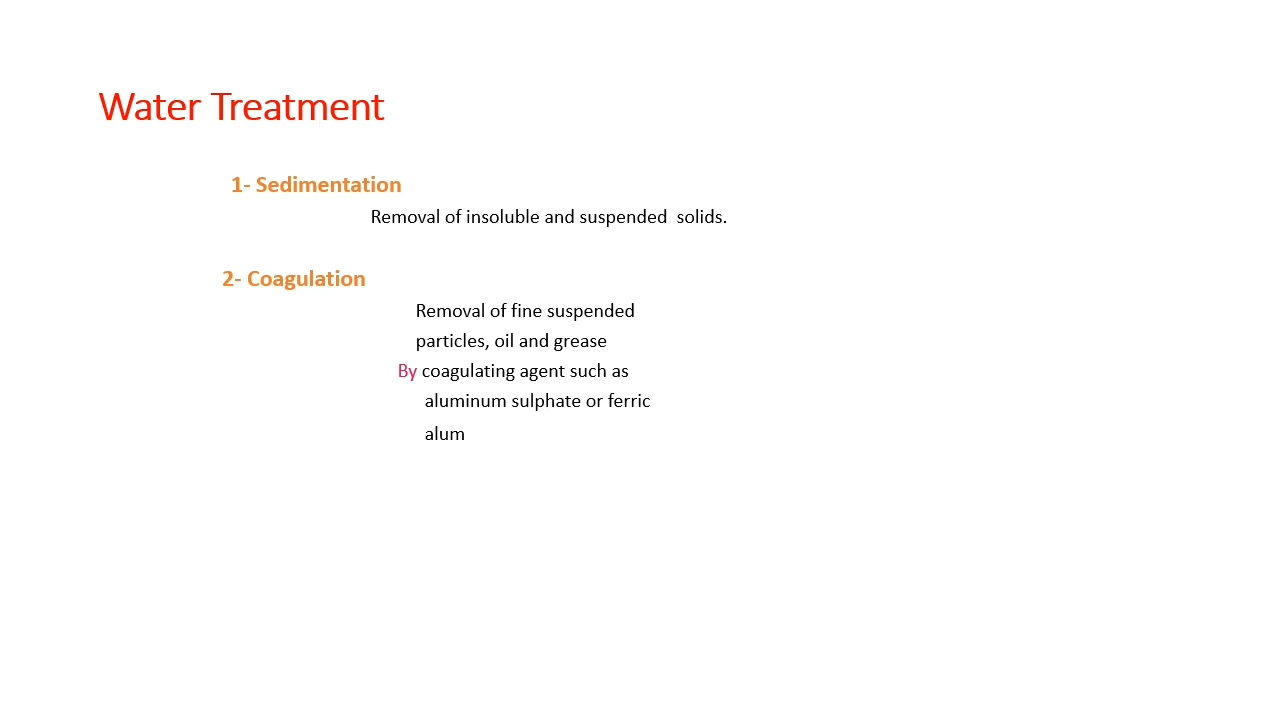 Water Treatment
1- Sedimentation
Removal of insoluble and suspended  solids.
2- Coagulation
Removal of fine suspended
particles, oil and grease
By coagulating agent such as
aluminum sulphate or ferric
alum